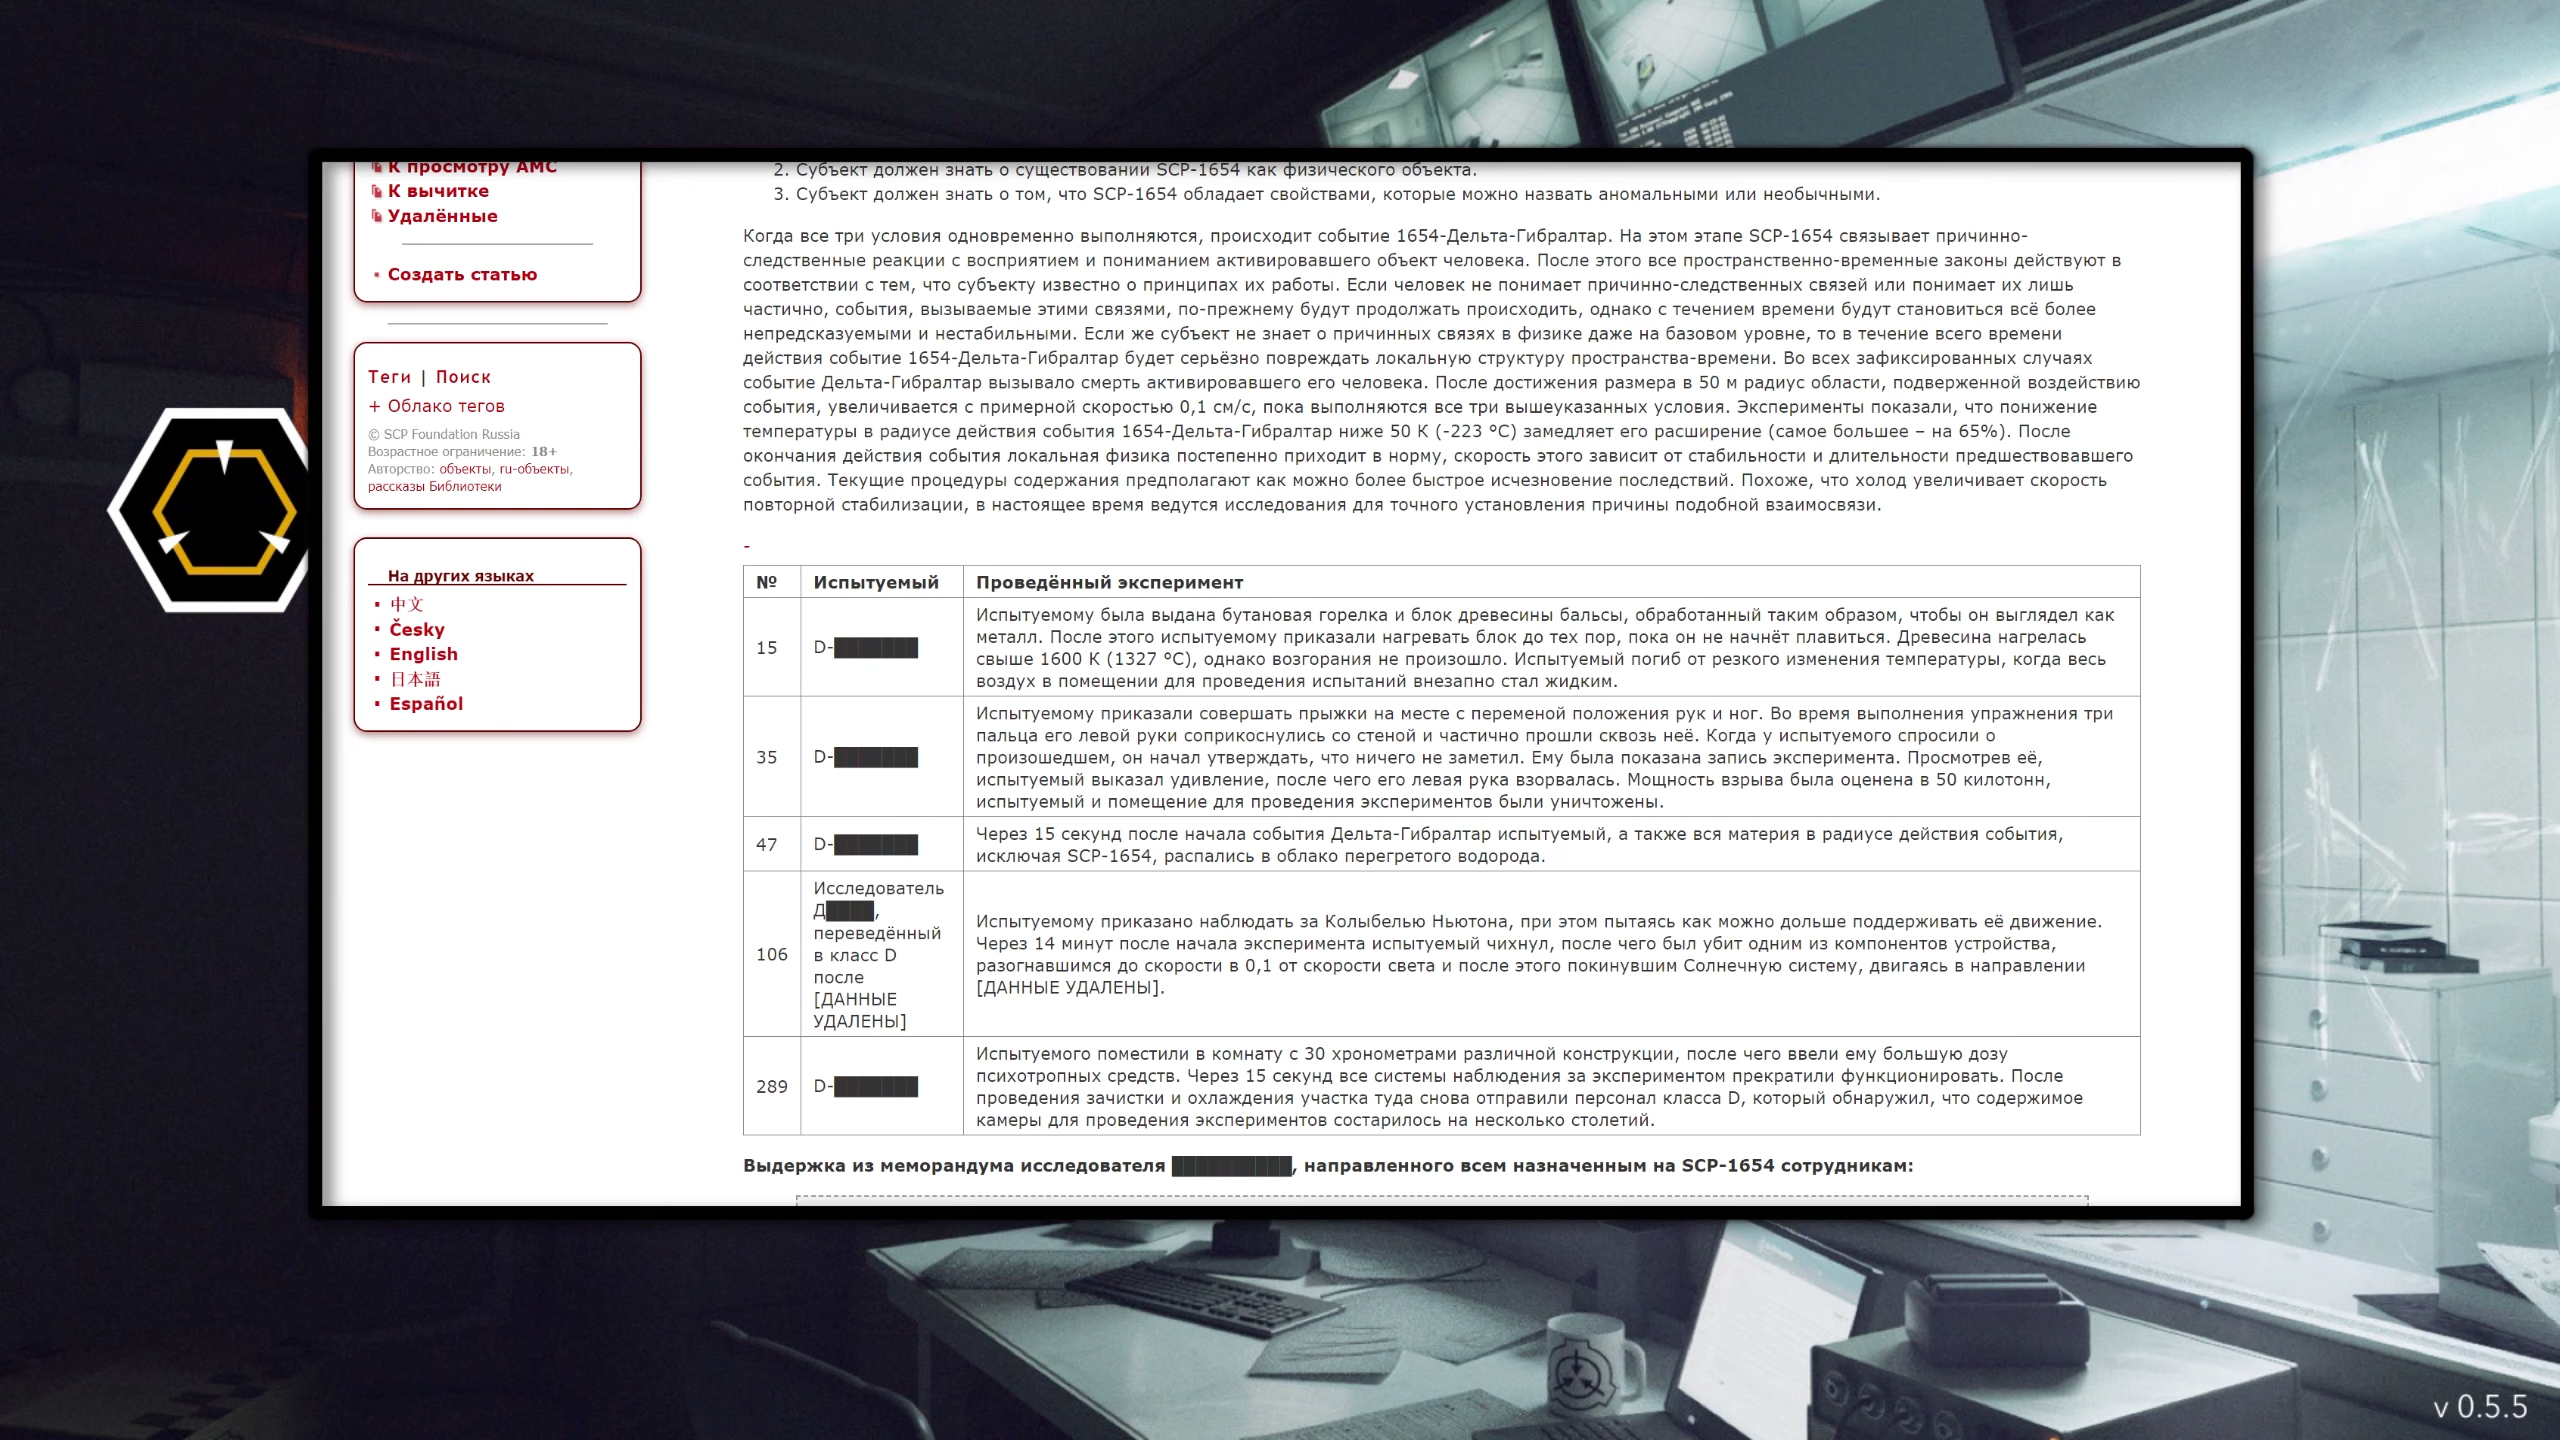 К просмотру АМС
К вычитке
Удалённые
Создать статью
Теги | Поиск
+ Облако тегов
© SCP Foundation Russia
Возрастное ограничение: 18+
Авторство: объекты, ru-объекты,
рассказы Библиотеки
На других языках
中文
Česky
English
日本語
Español
2. Субъект должен знать о существовании SCP-1654 как физического объекта.
3. Субъект должен знать о том, что SCP-1654 обладает свойствами, которые можно назвать аномальными или необычными.
Когда все три условия одновременно выполняются, происходит событие 1654-Дельта-Гибралтар. На этом этапе SCP-1654 связывает причинно-
следственные реакции с восприятием и пониманием активировавшего объект человека. После этого все пространственно-временные законы действуют в
соответствии с тем, что субъекту известно о принципах их работы. Если человек не понимает причинно-следственных связей или понимает их лишь
частично, события, вызываемые этими связями, по-прежнему будут продолжать происходить, однако с течением времени будут становиться всё более
непредсказуемыми и нестабильными. Если же субъект не знает о причинных связях в физике даже на базовом уровне, то в течение всего времени
действия событие 1654-Дельта-Гибралтар будет серьёзно повреждать локальную структуру пространства-времени. Во всех зафиксированных случаях
событие Дельта-Гибралтар вызывало смерть активировавшего его человека. После достижения размера в 50 м радиус области, подверженной воздействию
события, увеличивается с примерной скоростью 0,1 см/с, пока выполняются все три вышеуказанных условия. Эксперименты показали, что понижение
температуры в радиусе действия события 1654-Дельта-Гибралтар ниже 50 К (-223 °C) замедляет его расширение (самое большее – на 65%). После
окончания действия события локальная физика постепенно приходит в норму, скорость этого зависит от стабильности и длительности предшествовавшего
события. Текущие процедуры содержания предполагают как можно более быстрое исчезновение последствий. Похоже, что холод увеличивает скорость
повторной стабилизации, в настоящее время ведутся исследования для точного установления причины подобной взаимосвязи.
-
№ Испытуемый Проведённый эксперимент
15 D-███████
Испытуемому была выдана бутановая горелка и блок древесины бальсы, обработанный таким образом, чтобы он выглядел как
металл. После этого испытуемому приказали нагревать блок до тех пор, пока он не начнёт плавиться. Древесина нагрелась
свыше 1600 К (1327 °C), однако возгорания не произошло. Испытуемый погиб от резкого изменения температуры, когда весь
воздух в помещении для проведения испытаний внезапно стал жидким.
35 D-███████
Испытуемому приказали совершать прыжки на месте с переменой положения рук и ног. Во время выполнения упражнения три
пальца его левой руки соприкоснулись со стеной и частично прошли сквозь неё. Когда у испытуемого спросили о
произошедшем, он начал утверждать, что ничего не заметил. Ему была показана запись эксперимента. Просмотрев её,
испытуемый выказал удивление, после чего его левая рука взорвалась. Мощность взрыва была оценена в 50 килотонн,
испытуемый и помещение для проведения экспериментов были уничтожены.
47 D-███████
Через 15 секунд после начала события Дельта-Гибралтар испытуемый, а также вся материя в радиусе действия события,
исключая SCP-1654, распались в облако перегретого водорода.
106
Исследователь
Д████,
переведённый
в класс D
после
[ДАННЫЕ
УДАЛЕНЫ]
Испытуемому приказано наблюдать за Колыбелью Ньютона, при этом пытаясь как можно дольше поддерживать её движение.
Через 14 минут после начала эксперимента испытуемый чихнул, после чего был убит одним из компонентов устройства,
разогнавшимся до скорости в 0,1 от скорости света и после этого покинувшим Солнечную систему, двигаясь в направлении
[ДАННЫЕ УДАЛЕНЫ].
289 D-███████
Испытуемого поместили в комнату с 30 хронометрами различной конструкции, после чего ввели ему большую дозу
психотропных средств. Через 15 секунд все системы наблюдения за экспериментом прекратили функционировать. После
проведения зачистки и охлаждения участка туда снова отправили персонал класса D, который обнаружил, что содержимое
камеры для проведения экспериментов состарилось на несколько столетий.
Выдержка из меморандума исследователя ██████████, направленного всем назначенным на SCP-1654 сотрудникам:
v 0.5.5